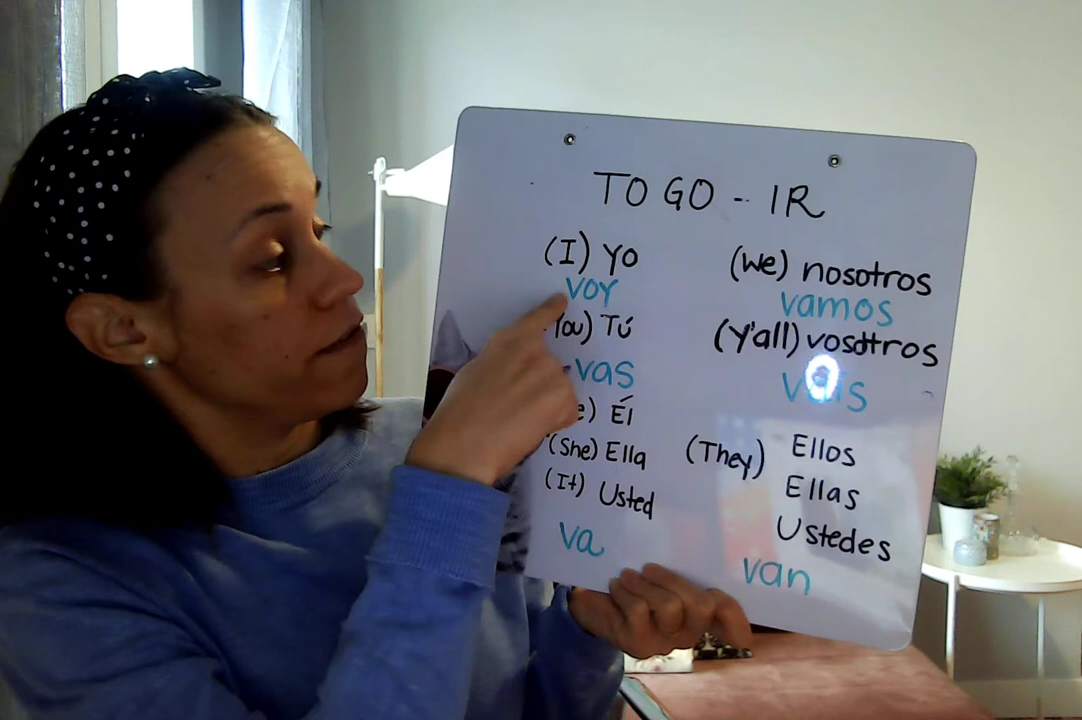 TO GO - IR
(I) Yo
voy
You) Tú
vas
e) Él
(She) Ella
(It) Usted
va
(We) nosotros
vamos
(Y'all) vosotros
(They) Ellos
Ellas
Ustedes
van